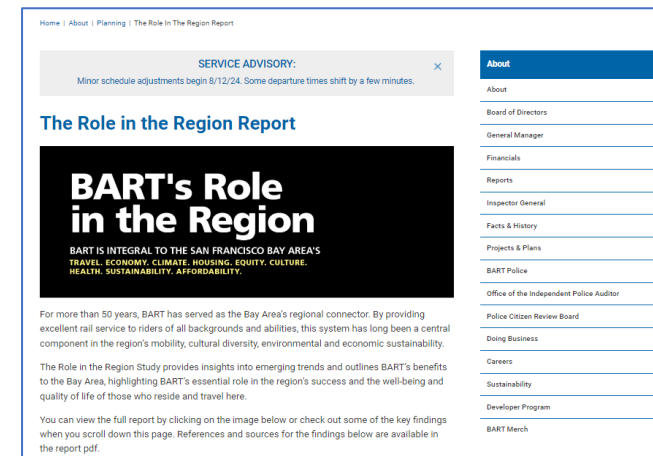 Home | About | Planning | The Role In The Region Report
SERVICE ADVISORY:
×
Minor schedule adjustments begin 8/12/24. Some departure times shift by a few minutes.
The Role in the Region Report
BART's Role
in the Region
BART IS INTEGRAL TO THE SAN FRANCISCO BAY AREA'S
TRAVEL. ECONOMY. CLIMATE. HOUSING. EQUITY. CULTURE.
HEALTH. SUSTAINABILITY. AFFORDABILITY.
For more than 50 years, BART has served as the Bay Area's regional connector. By providing
excellent rail service to riders of all backgrounds and abilities, this system has long been a central
component in the region's mobility, cultural diversity, environmental and economic sustainability.
The Role in the Region Study provides insights into emerging trends and outlines BART's benefits
to the Bay Area, highlighting BART's essential role in the region's success and the well-being and
quality of life of those who reside and travel here.
You can view the full report by clicking on the image below or check out some of the key findings
when you scroll down this page. References and sources for the findings below are available in
the report pdf.
About
About
Board of Directors
General Manager
Financials
Reports
Inspector General
Facts & History
Projects & Plans
BART Police
Office of the Independent Police Auditor
Police Citizen Review Board
Doing Business
Careers
Sustainability
Developer Program
BART Merch